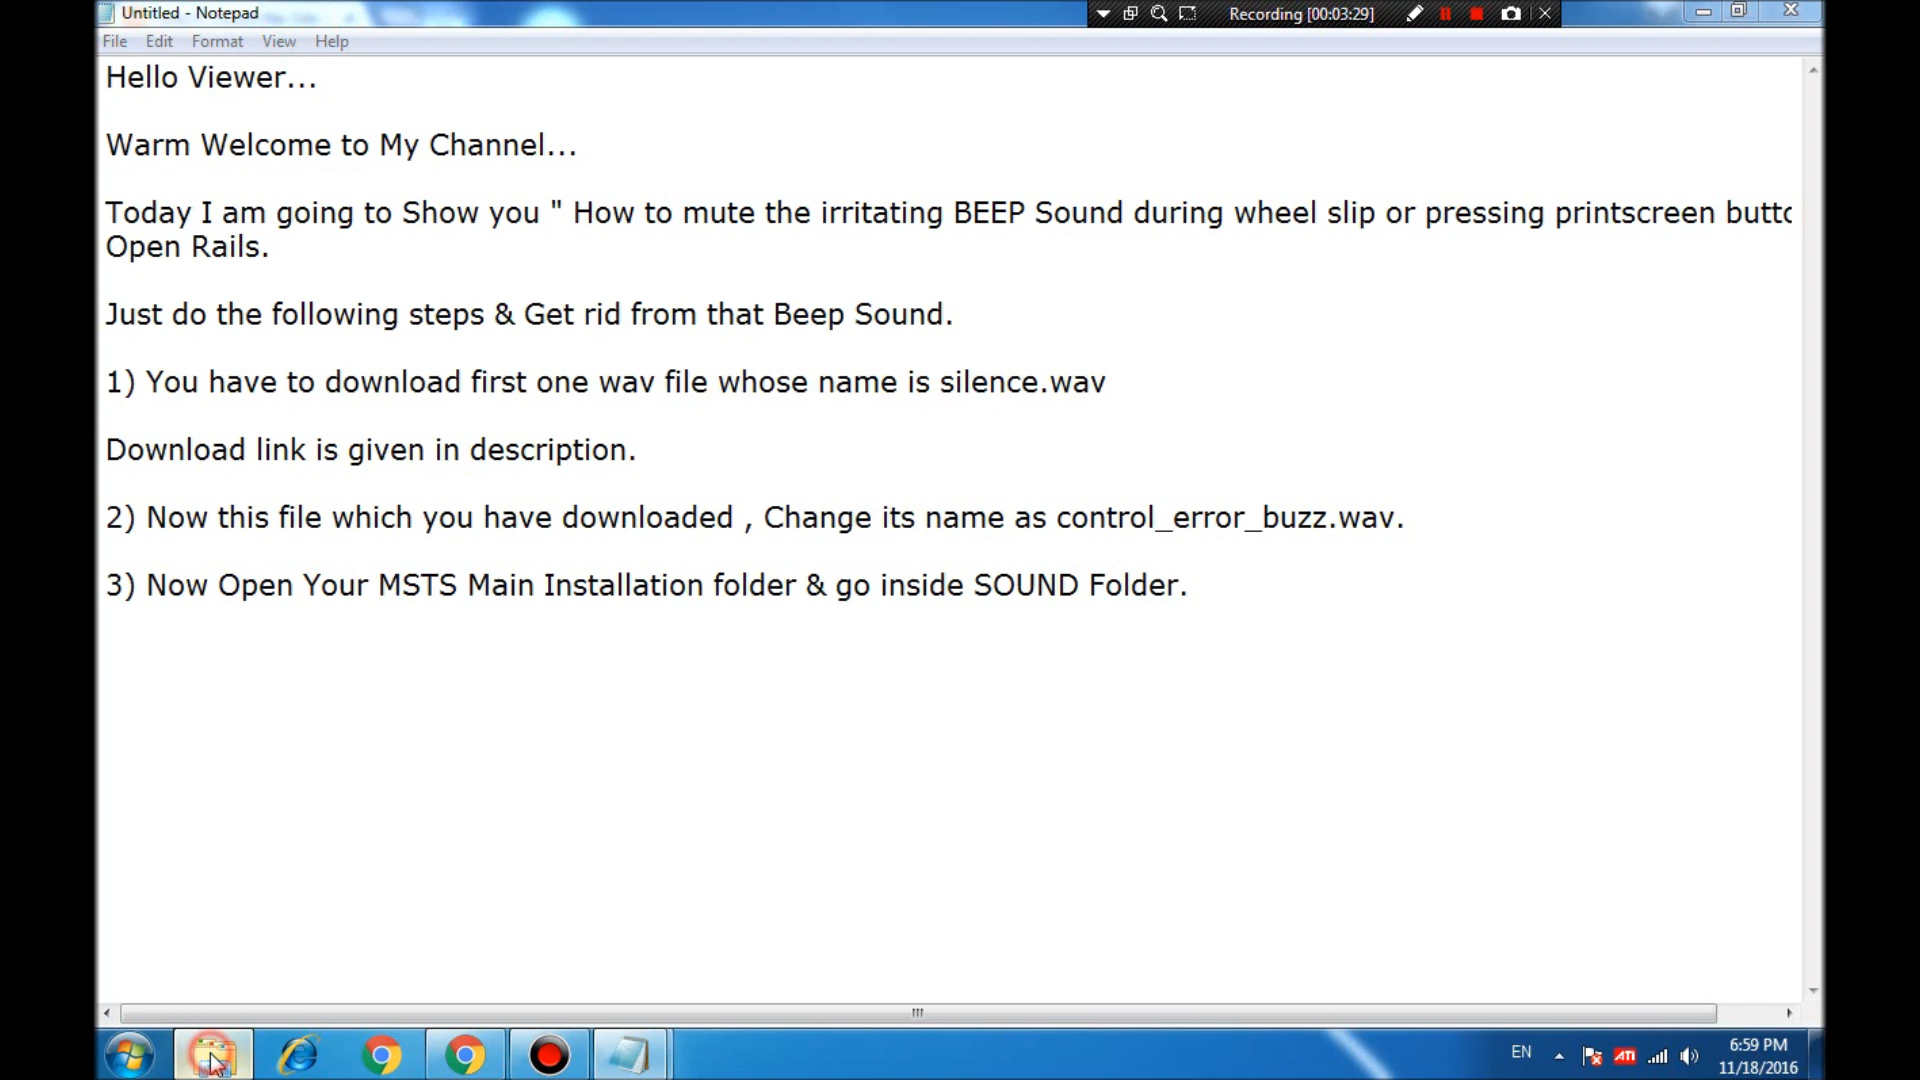 Untitled - Notepad
Recording [00:03:29]
File Edit Format View Help
Hello Viewer...
Warm Welcome to My Channel...
Today I am going to Show you " How to mute the irritating BEEP Sound during wheel slip or pressing printscreen butto
Open Rails.
Just do the following steps & Get rid from that Beep Sound.
1) You have to download first one wav file whose name is silence.wav
Download link is given in description.
2) Now this file which you have downloaded , Change its name as control_error_buzz.wav.
3) Now Open Your MSTS Main Installation folder & go inside SOUND Folder.
EN
ATI
6:59 PM
11/18/2016